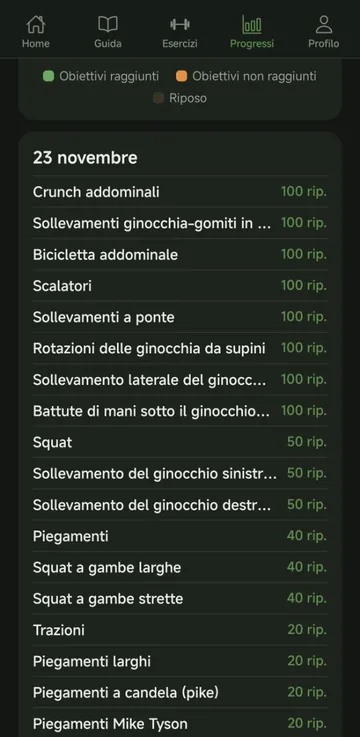 Home
Guida
Esercizi
Progressi
Profilo
Obiettivi raggiunti
Obiettivi non raggiunti
Riposo
23 novembre
Crunch addominali 100 rip.
Sollevamenti ginocchia-gomiti in ... 100 rip.
Bicicletta addominale 100 rip.
Scalatori 100 rip.
Sollevamenti a ponte 100 rip.
Rotazioni delle ginocchia da supini 100 rip.
Sollevamento laterale del ginocc... 100 rip.
Battute di mani sotto il ginocchio... 100 rip.
Squat 50 rip.
Sollevamento del ginocchio sinistr... 50 rip.
Sollevamento del ginocchio destr... 50 rip.
Piegamenti 40 rip.
Squat a gambe larghe 40 rip.
Squat a gambe strette 40 rip.
Trazioni 20 rip.
Piegamenti larghi 20 rip.
Piegamenti a candela (pike) 20 rip.
Piegamenti Mike Tyson 20 rip.